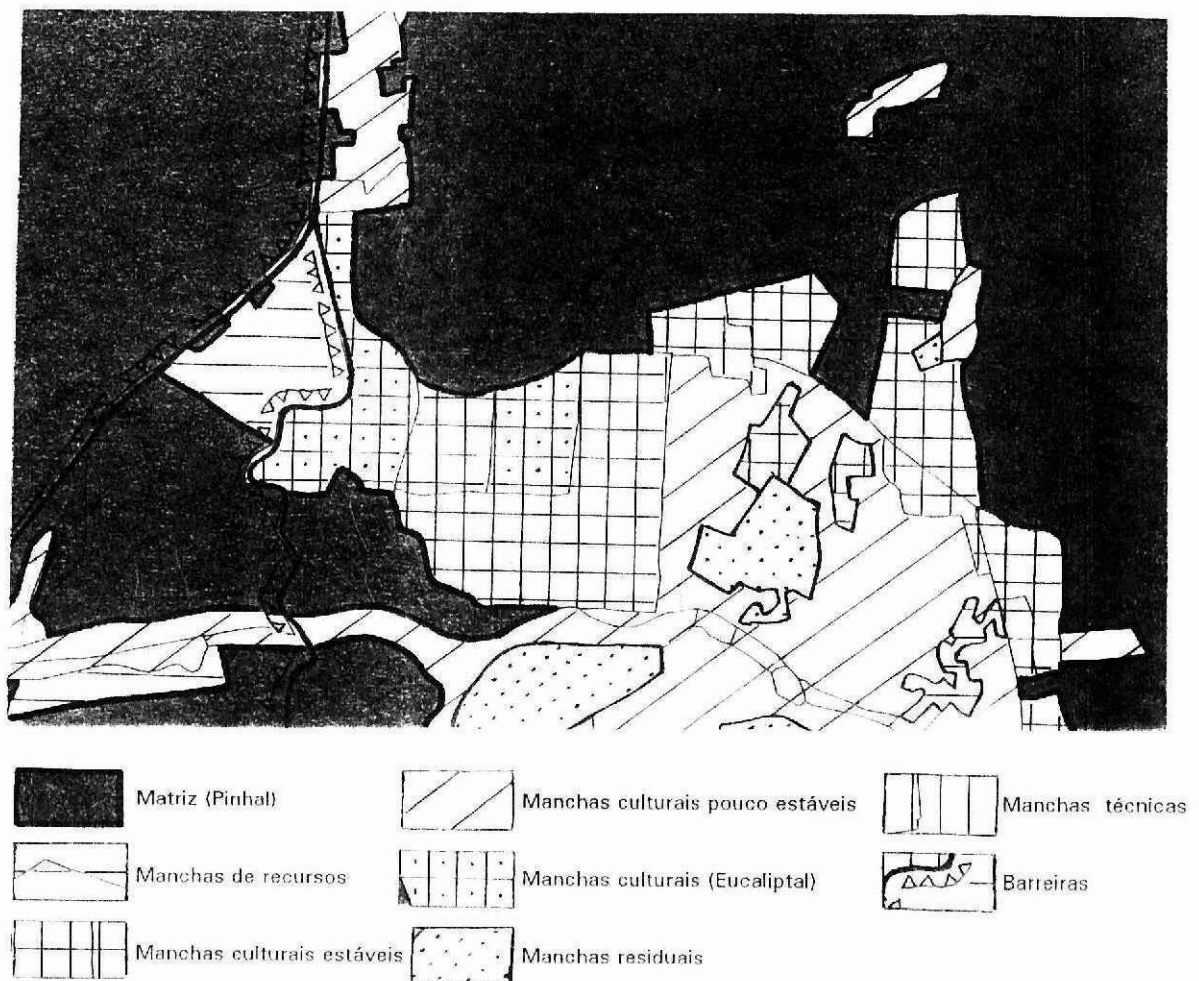 Matriz (Pinhal)
Manchas culturais pouco estáveis
Manchas técnicas
Manchas de recursos
Manchas culturais (Eucaliptal)
Barreiras
Manchas culturais estáveis
Manchas residuais